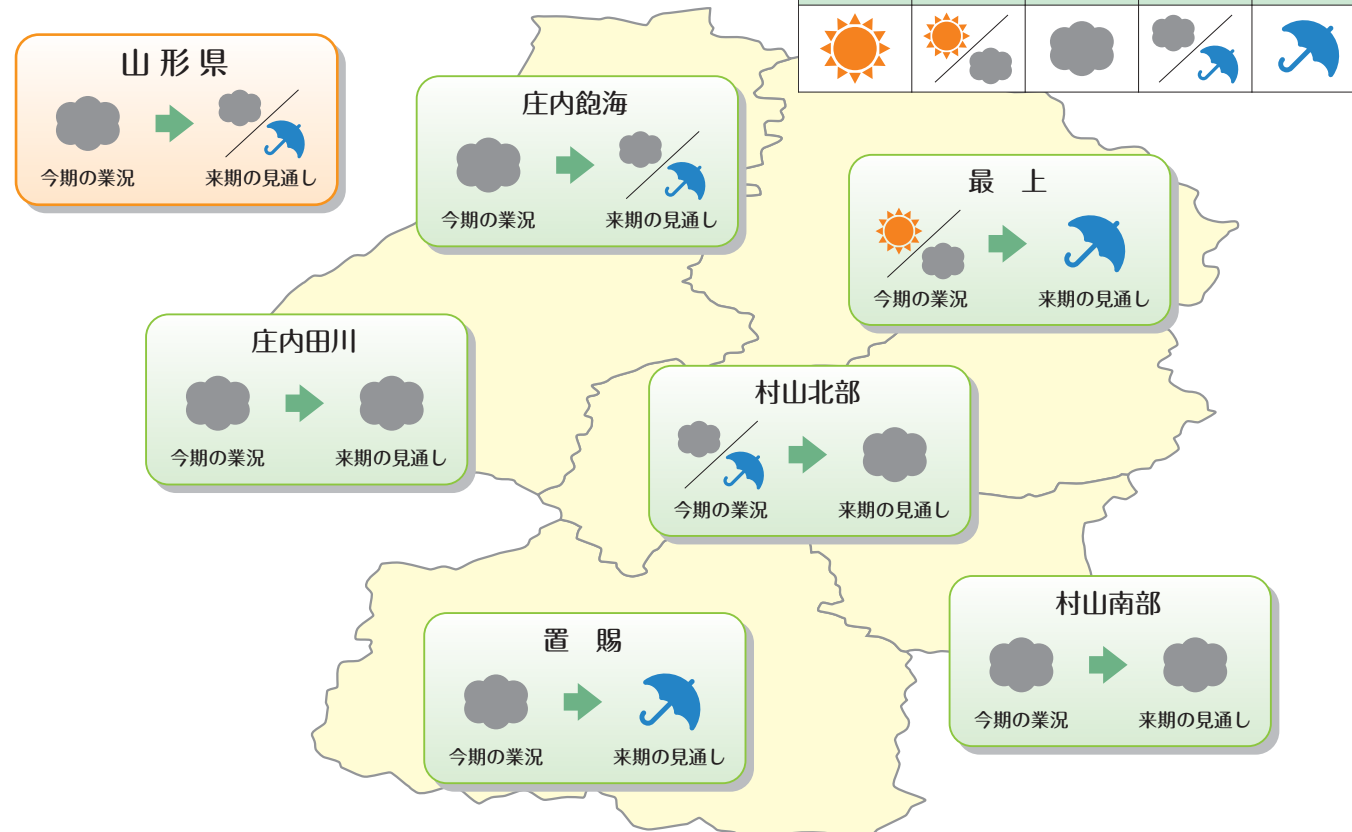 山形県
今期の業況 来期の見通し
庄内飽海
今期の業況 来期の見通し
最 上
今期の業況 来期の見通し
庄内田川
今期の業況 来期の見通し
村山北部
今期の業況 来期の見通し
村山南部
今期の業況 来期の見通し
置 賜
今期の業況 来期の見通し